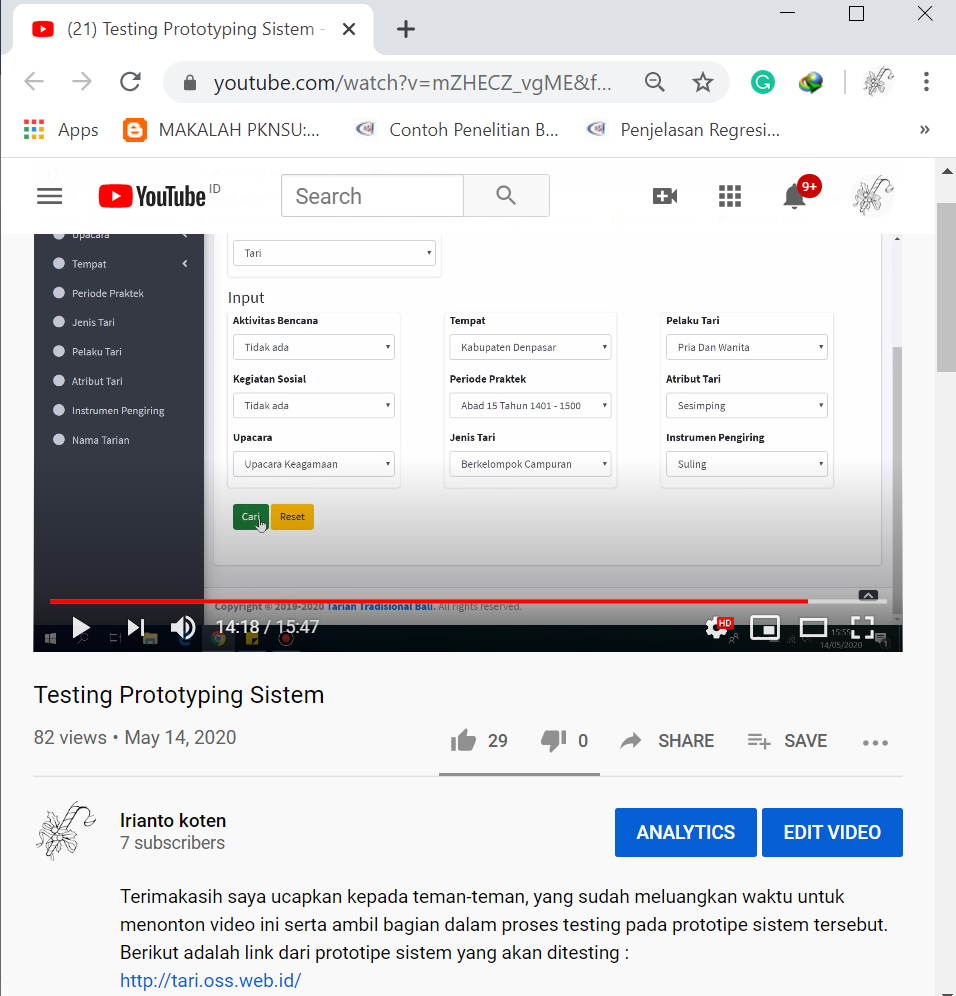 (21) Testing Prototyping Sistem -
youtube.com/watch?v=mZHECZ_vgME&f...
Apps MAKALAH PKNSU:... Contoh Penelitian B... Penjelasan Regresi... »
YouTube ID Search 9+
Upacara
Tempat
Periode Praktek
Jenis Tari
Pelaku Tari
Atribut Tari
Instrumen Pengiring
Nama Tarian
Tari
Input
Aktivitas Bencana Tempat Pelaku Tari
Tidak ada Kabupaten Denpasar Pria Dan Wanita
Kegiatan Sosial Periode Praktek Atribut Tari
Tidak ada Abad 15 Tahun 1401 - 1500 Sesimping
Upacara Jenis Tari Instrumen Pengiring
Upacara Keagamaan Berkelompok Campuran Suling
Cari Reset
Copyright © 2019-2020 Tarian Tradisional Bali. All rights reserved.
14:18 / 15:47 HD
15:55
14/05/2020
Testing Prototyping Sistem
82 views • May 14, 2020
29 0 SHARE SAVE
Irianto koten
7 subscribers
ANALYTICS EDIT VIDEO
Terimakasih saya ucapkan kepada teman-teman, yang sudah meluangkan waktu untuk
menonton video ini serta ambil bagian dalam proses testing pada prototipe sistem tersebut.
Berikut adalah link dari prototipe sistem yang akan ditesting :
http://tari.oss.web.id/